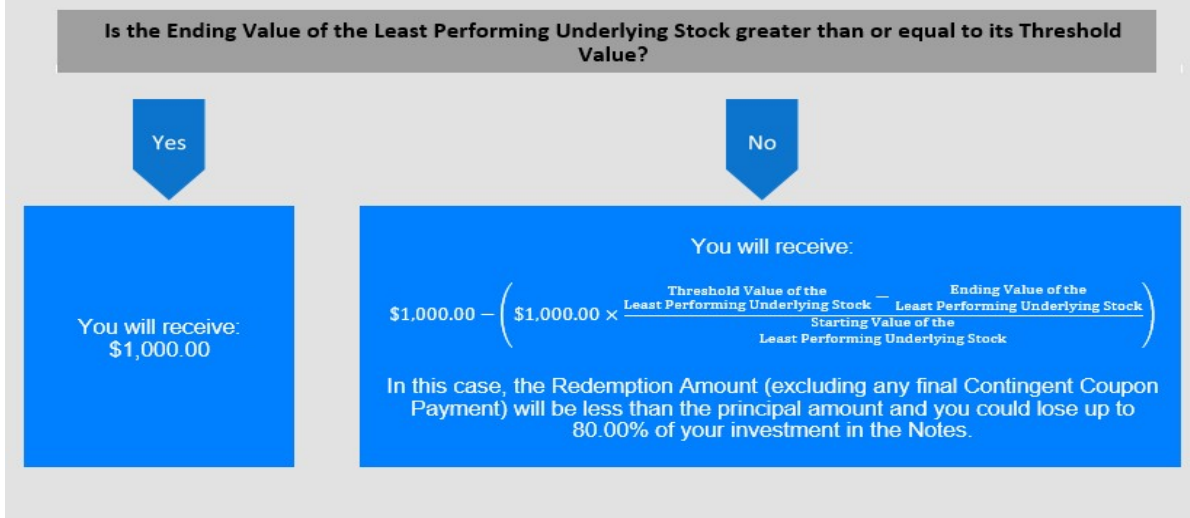 Is the Ending Value of the Least Performing Underlying Stock greater than or equal to its Threshold
Value?
Yes
No
You will receive:
$1,000.00
You will receive:
$1,000.00 − ($1,000.00 × (Threshold Value of the Least Performing Underlying Stock − Ending Value of the Least Performing Underlying Stock) / Starting Value of the Least Performing Underlying Stock)
In this case, the Redemption Amount (excluding any final Contingent Coupon
Payment) will be less than the principal amount and you could lose up to
80.00% of your investment in the Notes.